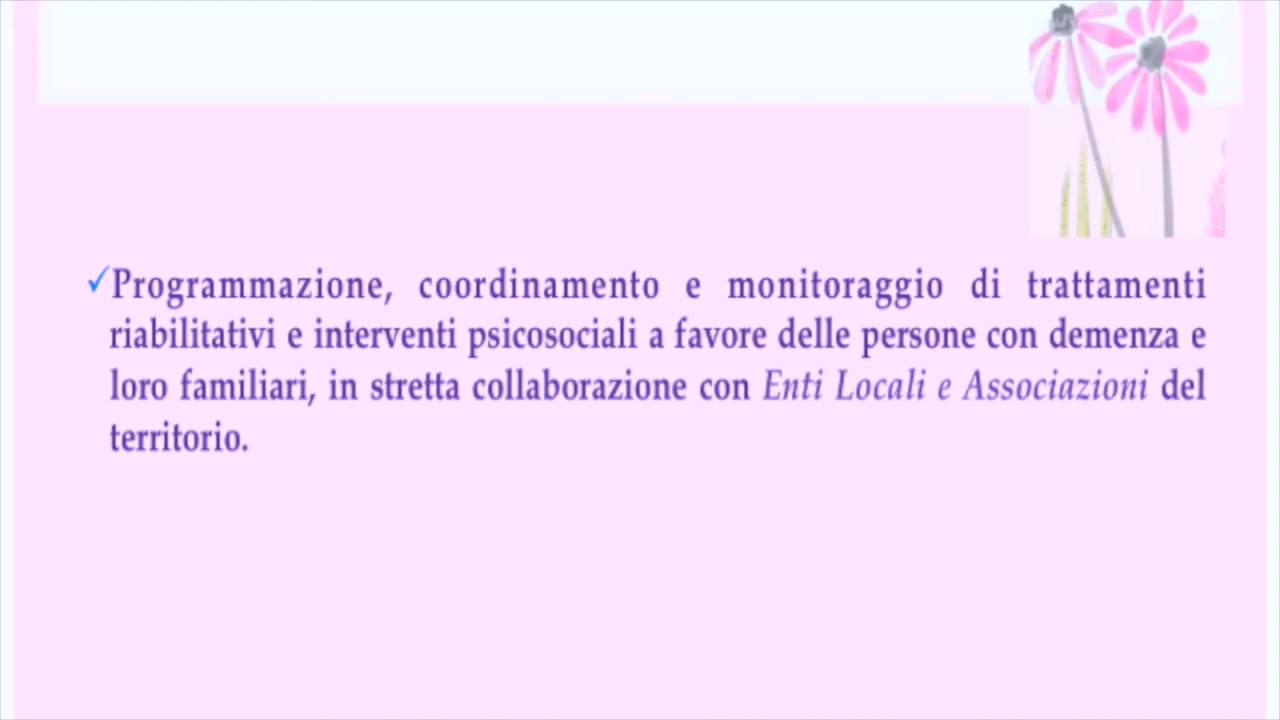 ✓Programmazione, coordinamento e monitoraggio di trattamenti
riabilitativi e interventi psicosociali a favore delle persone con demenza e
loro familiari, in stretta collaborazione con Enti Locali e Associazioni del
territorio.